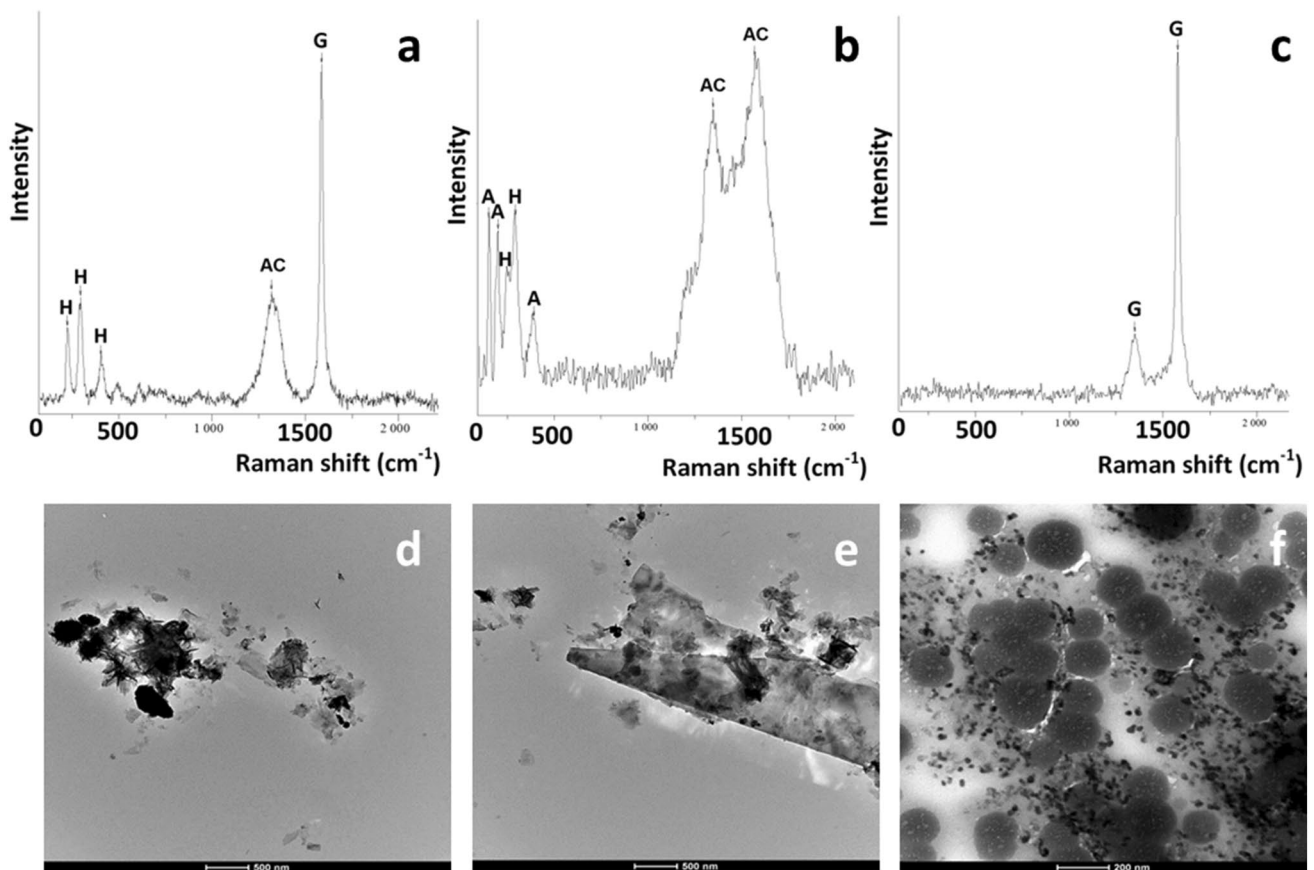 a
G
AC
H
H
H
Intensity
0
500
1 000
1500
2 000
Raman shift (cm-1)
b
AC
AC
A
A
H
H
A
Intensity
0
500
1 000
1500
2 000
Raman shift (cm-1)
c
G
G
Intensity
0
500
1 000
1500
2 000
Raman shift (cm-1)
d
500 nm
e
500 nm
f
200 nm